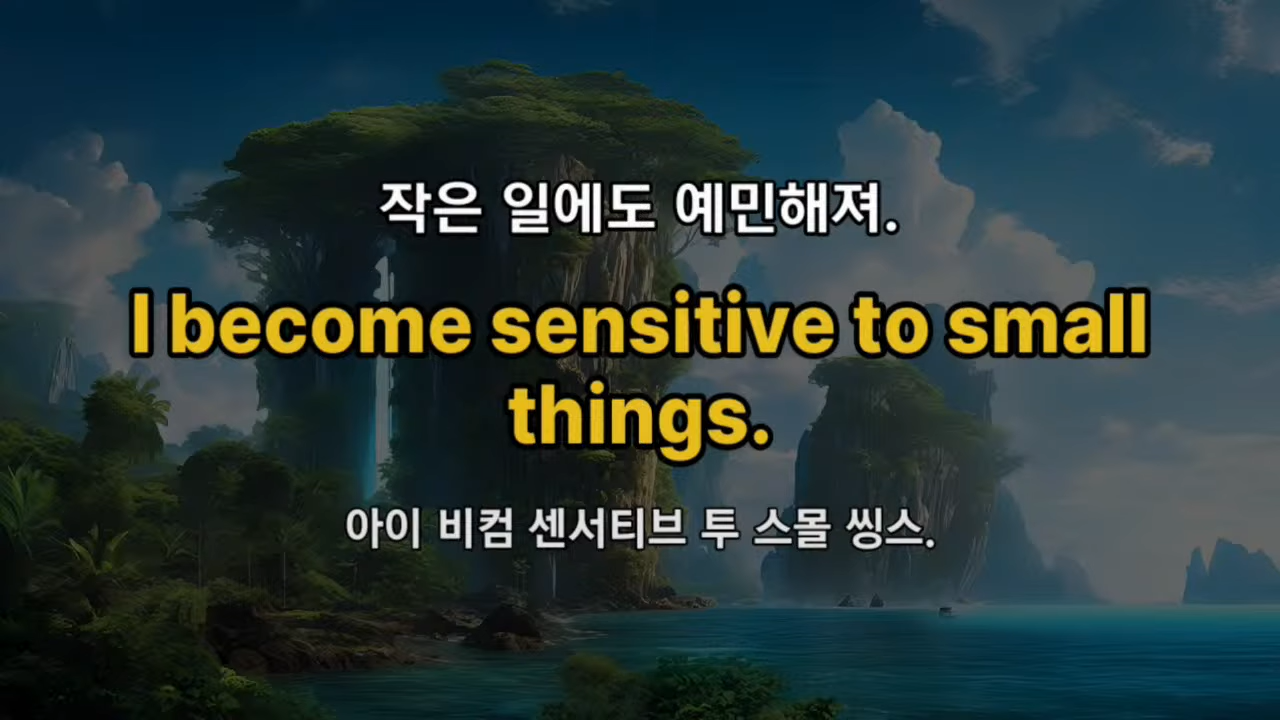 작은 일에도 예민해져.
I become sensitive to small
things.
아이 비컴 센서티브 투 스몰 씽스.